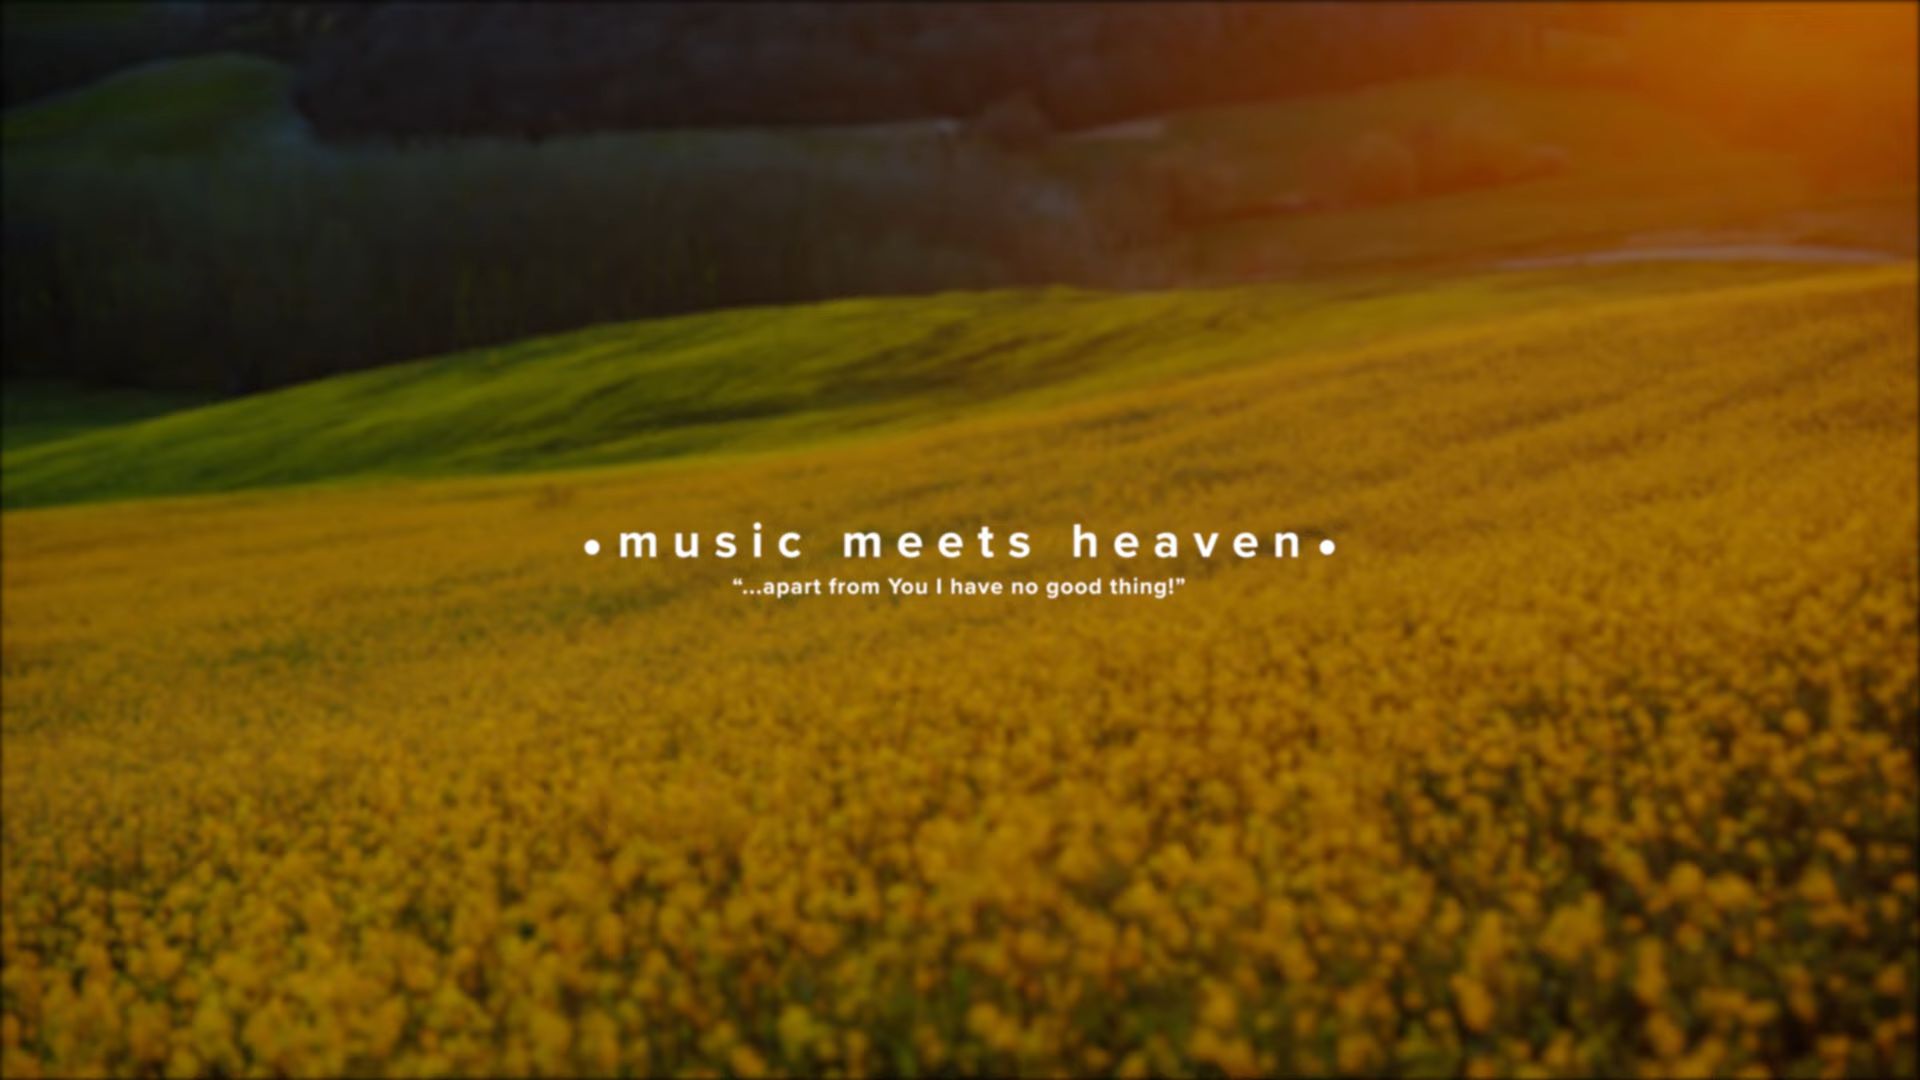 •music meets heaven•
“...apart from You I have no good thing!”